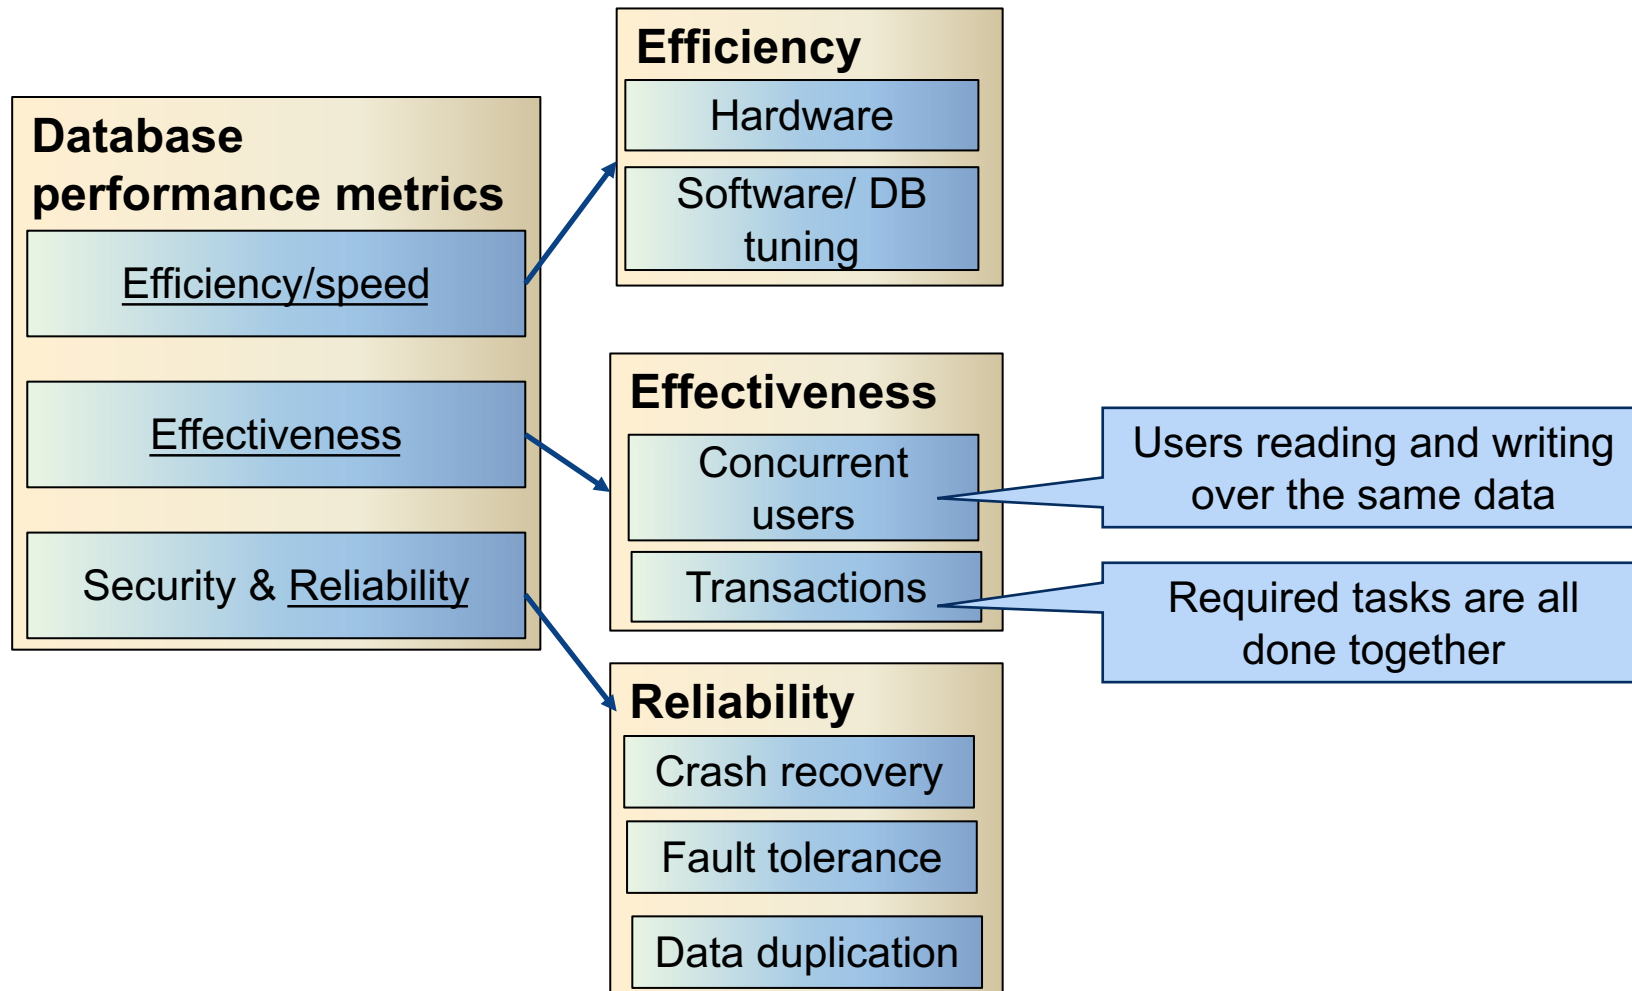 Database
performance metrics
Efficiency/speed
Effectiveness
Security & Reliability
Efficiency
Hardware
Software/ DB
tuning
Effectiveness
Concurrent
users
Transactions
Users reading and writing
over the same data
Required tasks are all
done together
Reliability
Crash recovery
Fault tolerance
Data duplication